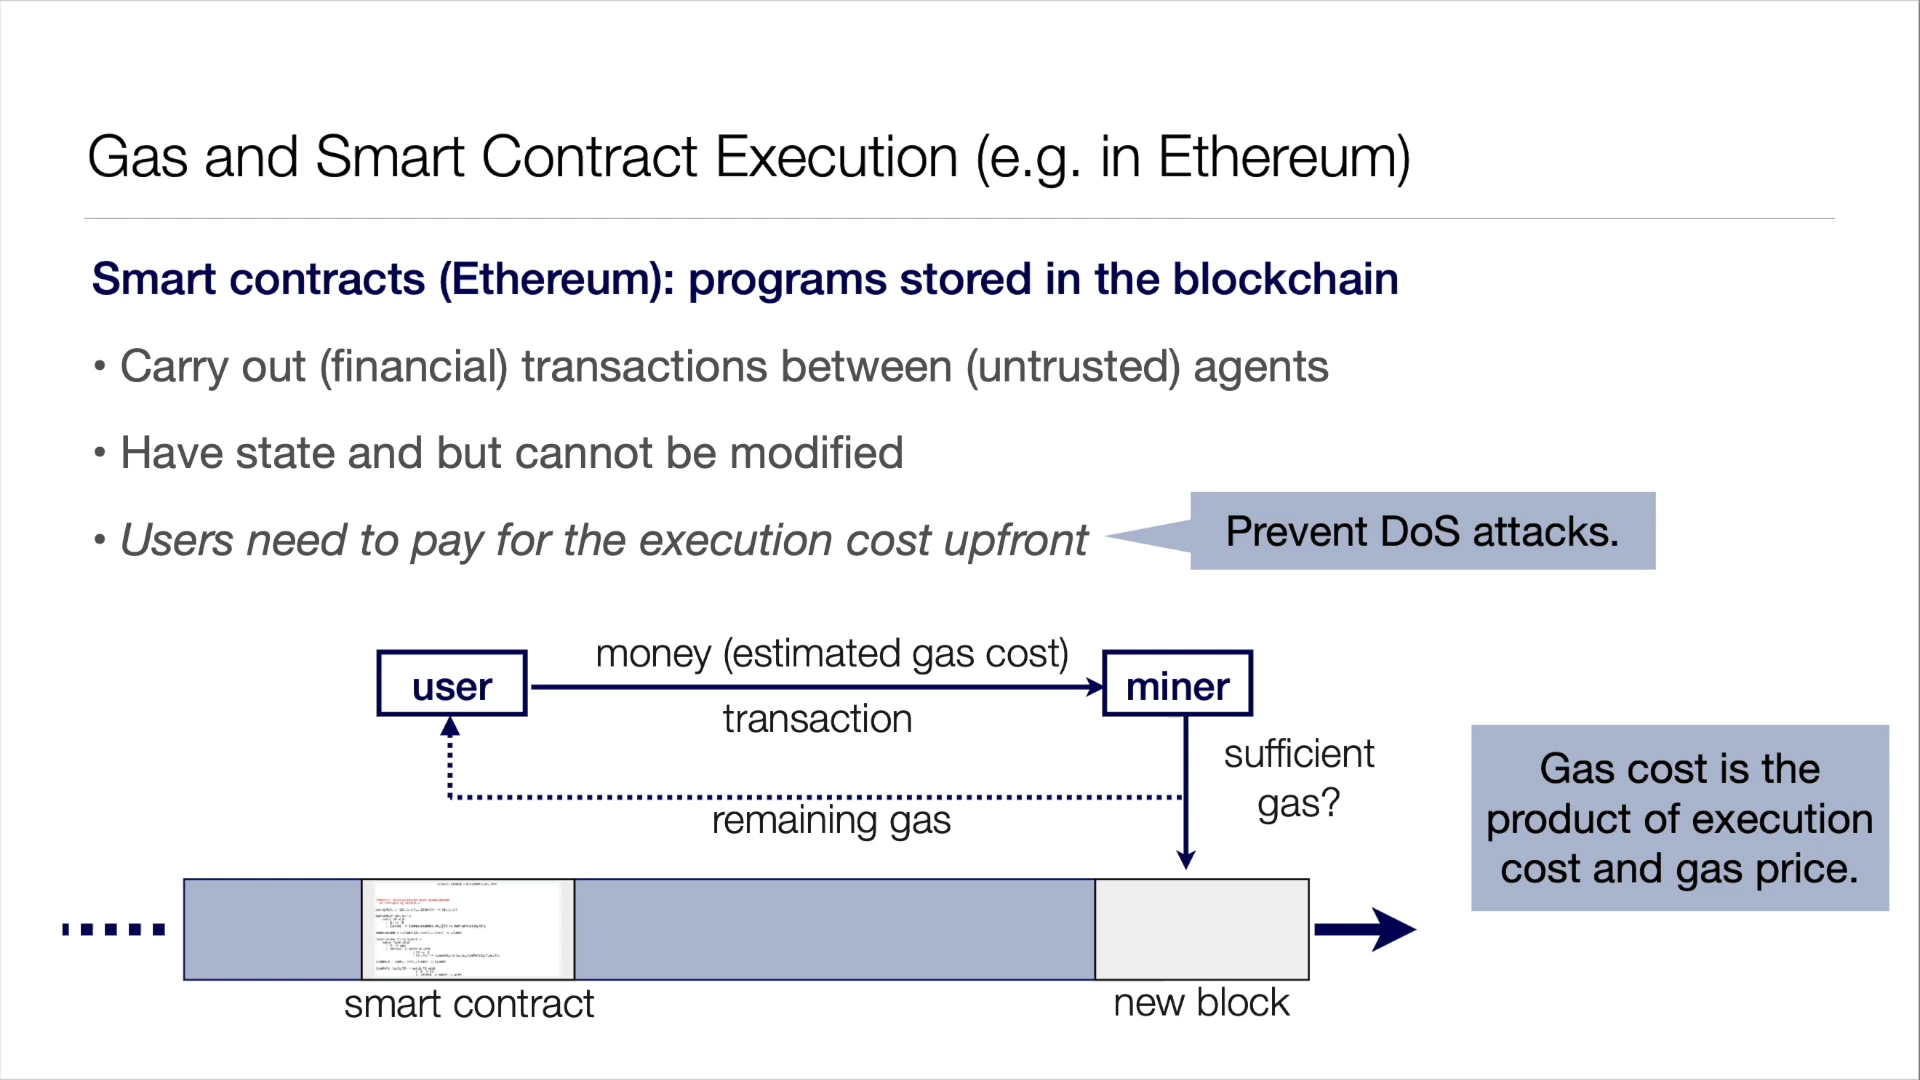 Gas and Smart Contract Execution (e.g. in Ethereum)
Smart contracts (Ethereum): programs stored in the blockchain
• Carry out (financial) transactions between (untrusted) agents
• Have state and but cannot be modified
• Users need to pay for the execution cost upfront
Prevent DoS attacks.
user
money (estimated gas cost)
transaction
miner
sufficient
gas?
remaining gas
Gas cost is the
product of execution
cost and gas price.
smart contract
new block